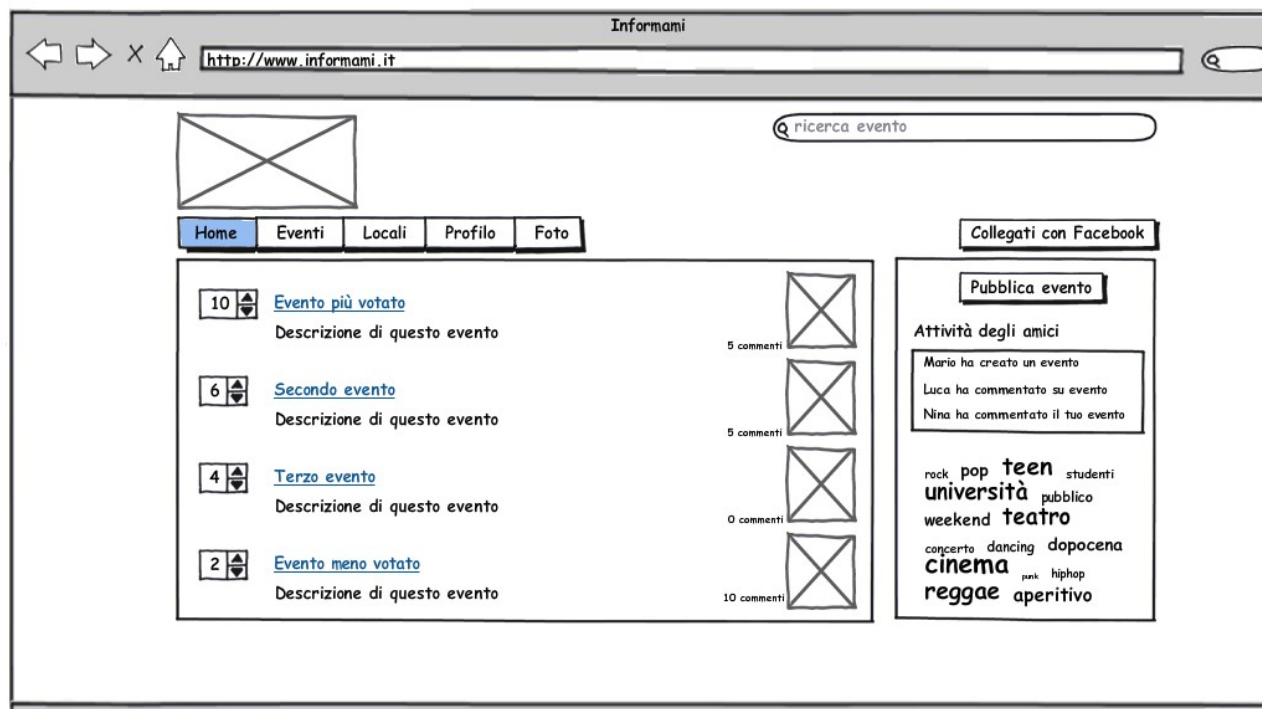 Informami
http://www.informami.it
ricerca evento
Home Eventi Locali Profilo Foto
Collegati con Facebook
10 Evento più votato
Descrizione di questo evento
5 commenti
6 Secondo evento
Descrizione di questo evento
5 commenti
4 Terzo evento
Descrizione di questo evento
0 commenti
2 Evento meno votato
Descrizione di questo evento
10 commenti
Pubblica evento
Attività degli amici
Mario ha creato un evento
Luca ha commentato su evento
Nina ha commentato il tuo evento
rock pop teen studenti
università pubblico
weekend teatro
concerto dancing dopocena
cinema punk hiphop
reggae aperitivo